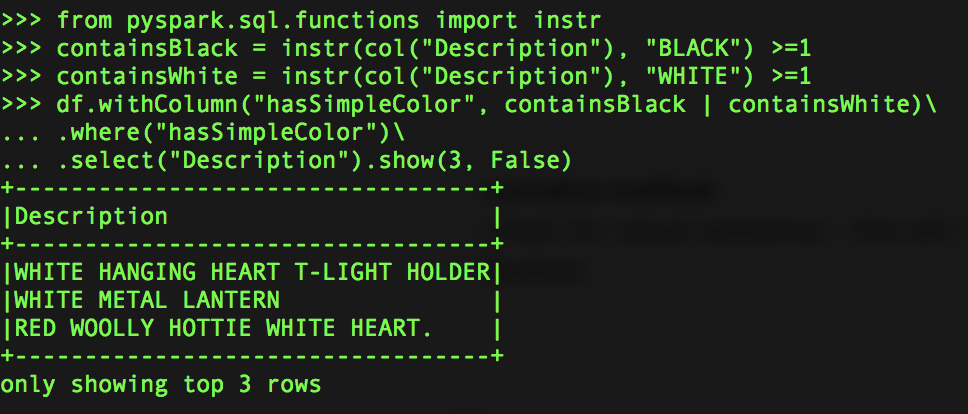 >>> from pyspark.sql.functions import instr
>>> containsBlack = instr(col("Description"), "BLACK") >=1
>>> containsWhite = instr(col("Description"), "WHITE") >=1
>>> df.withColumn("hasSimpleColor", containsBlack | containsWhite)\
... .where("hasSimpleColor")\
... .select("Description").show(3, False)
+----------------------------------+
|Description                       |
+----------------------------------+
|WHITE HANGING HEART T-LIGHT HOLDER|
|WHITE METAL LANTERN               |
|RED WOOLLY HOTTIE WHITE HEART.    |
+----------------------------------+
only showing top 3 rows